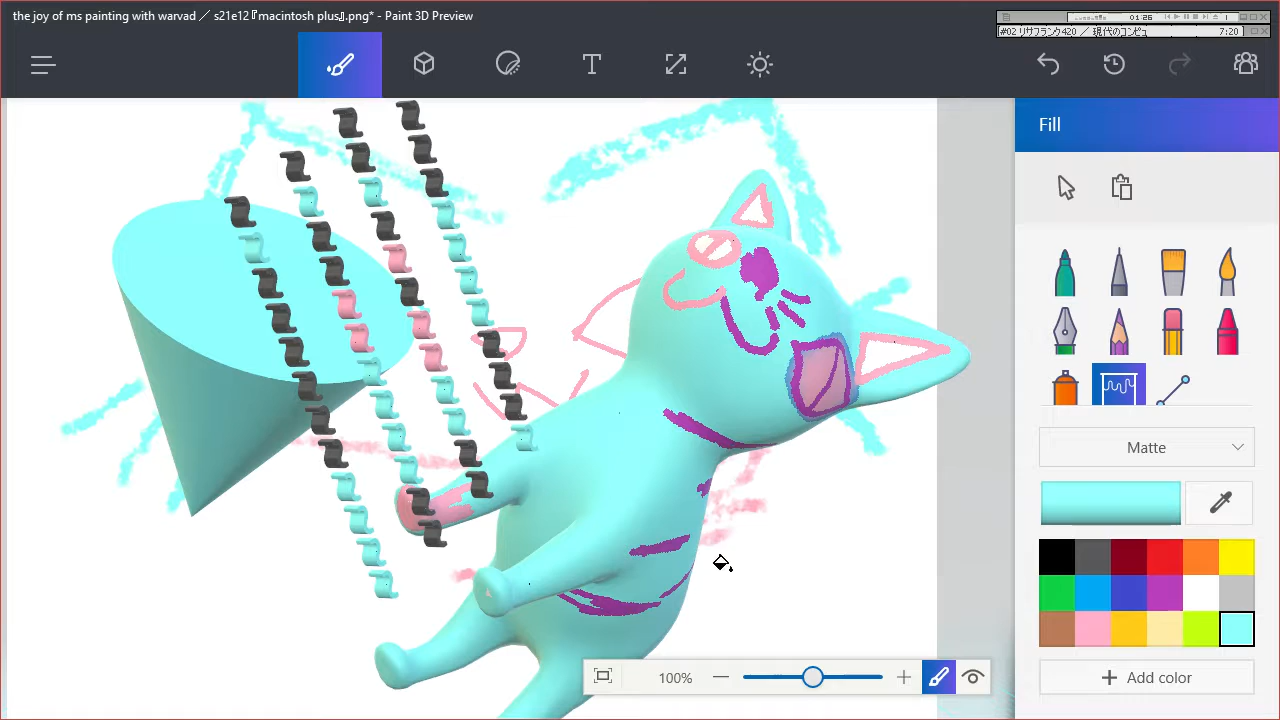 the joy of ms painting with warvad ／ s21e12『macintosh plus』.png* - Paint 3D Preview
01:26
#02 リサフランク420 ／ 現代のコンピュ
7:20
Fill
Matte
Add color
100%